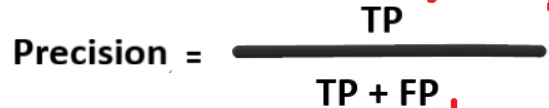 TP
Precision =
TP + FP